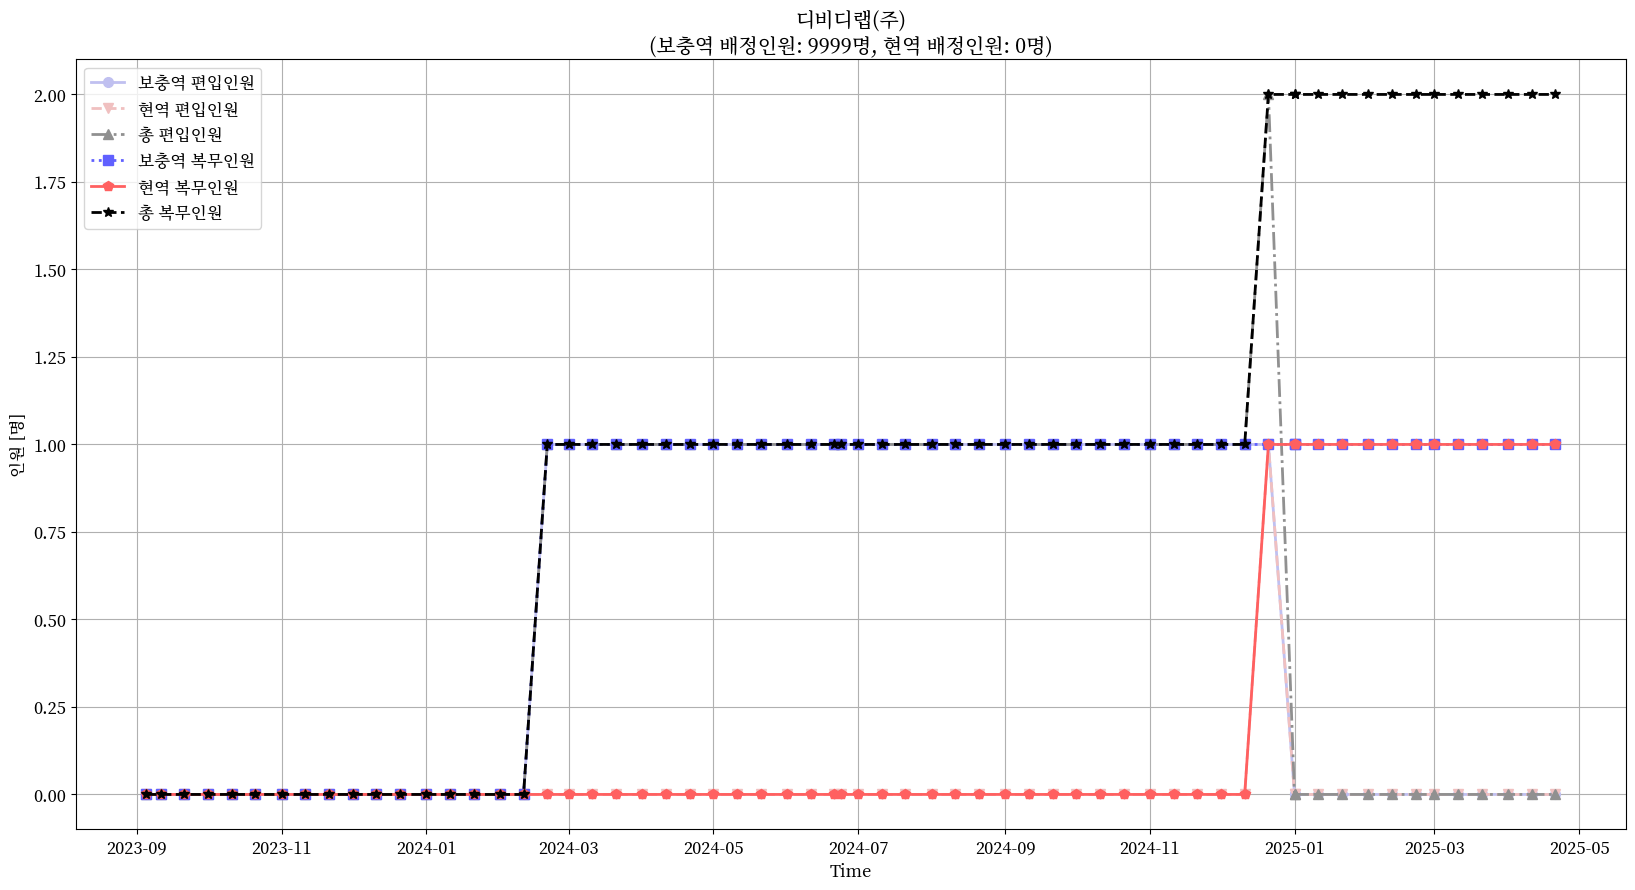 디비디랩(주)
(보충역 배정인원: 9999명, 현역 배정인원: 0명)
보충역 편입인원
현역 편입인원
총 편입인원
보충역 복무인원
현역 복무인원
총 복무인원
인원 [명]
2.00
1.75
1.50
1.25
1.00
0.75
0.50
0.25
0.00
2023-09 2023-11 2024-01 2024-03 2024-05 2024-07 2024-09 2024-11 2025-01 2025-03 2025-05
Time